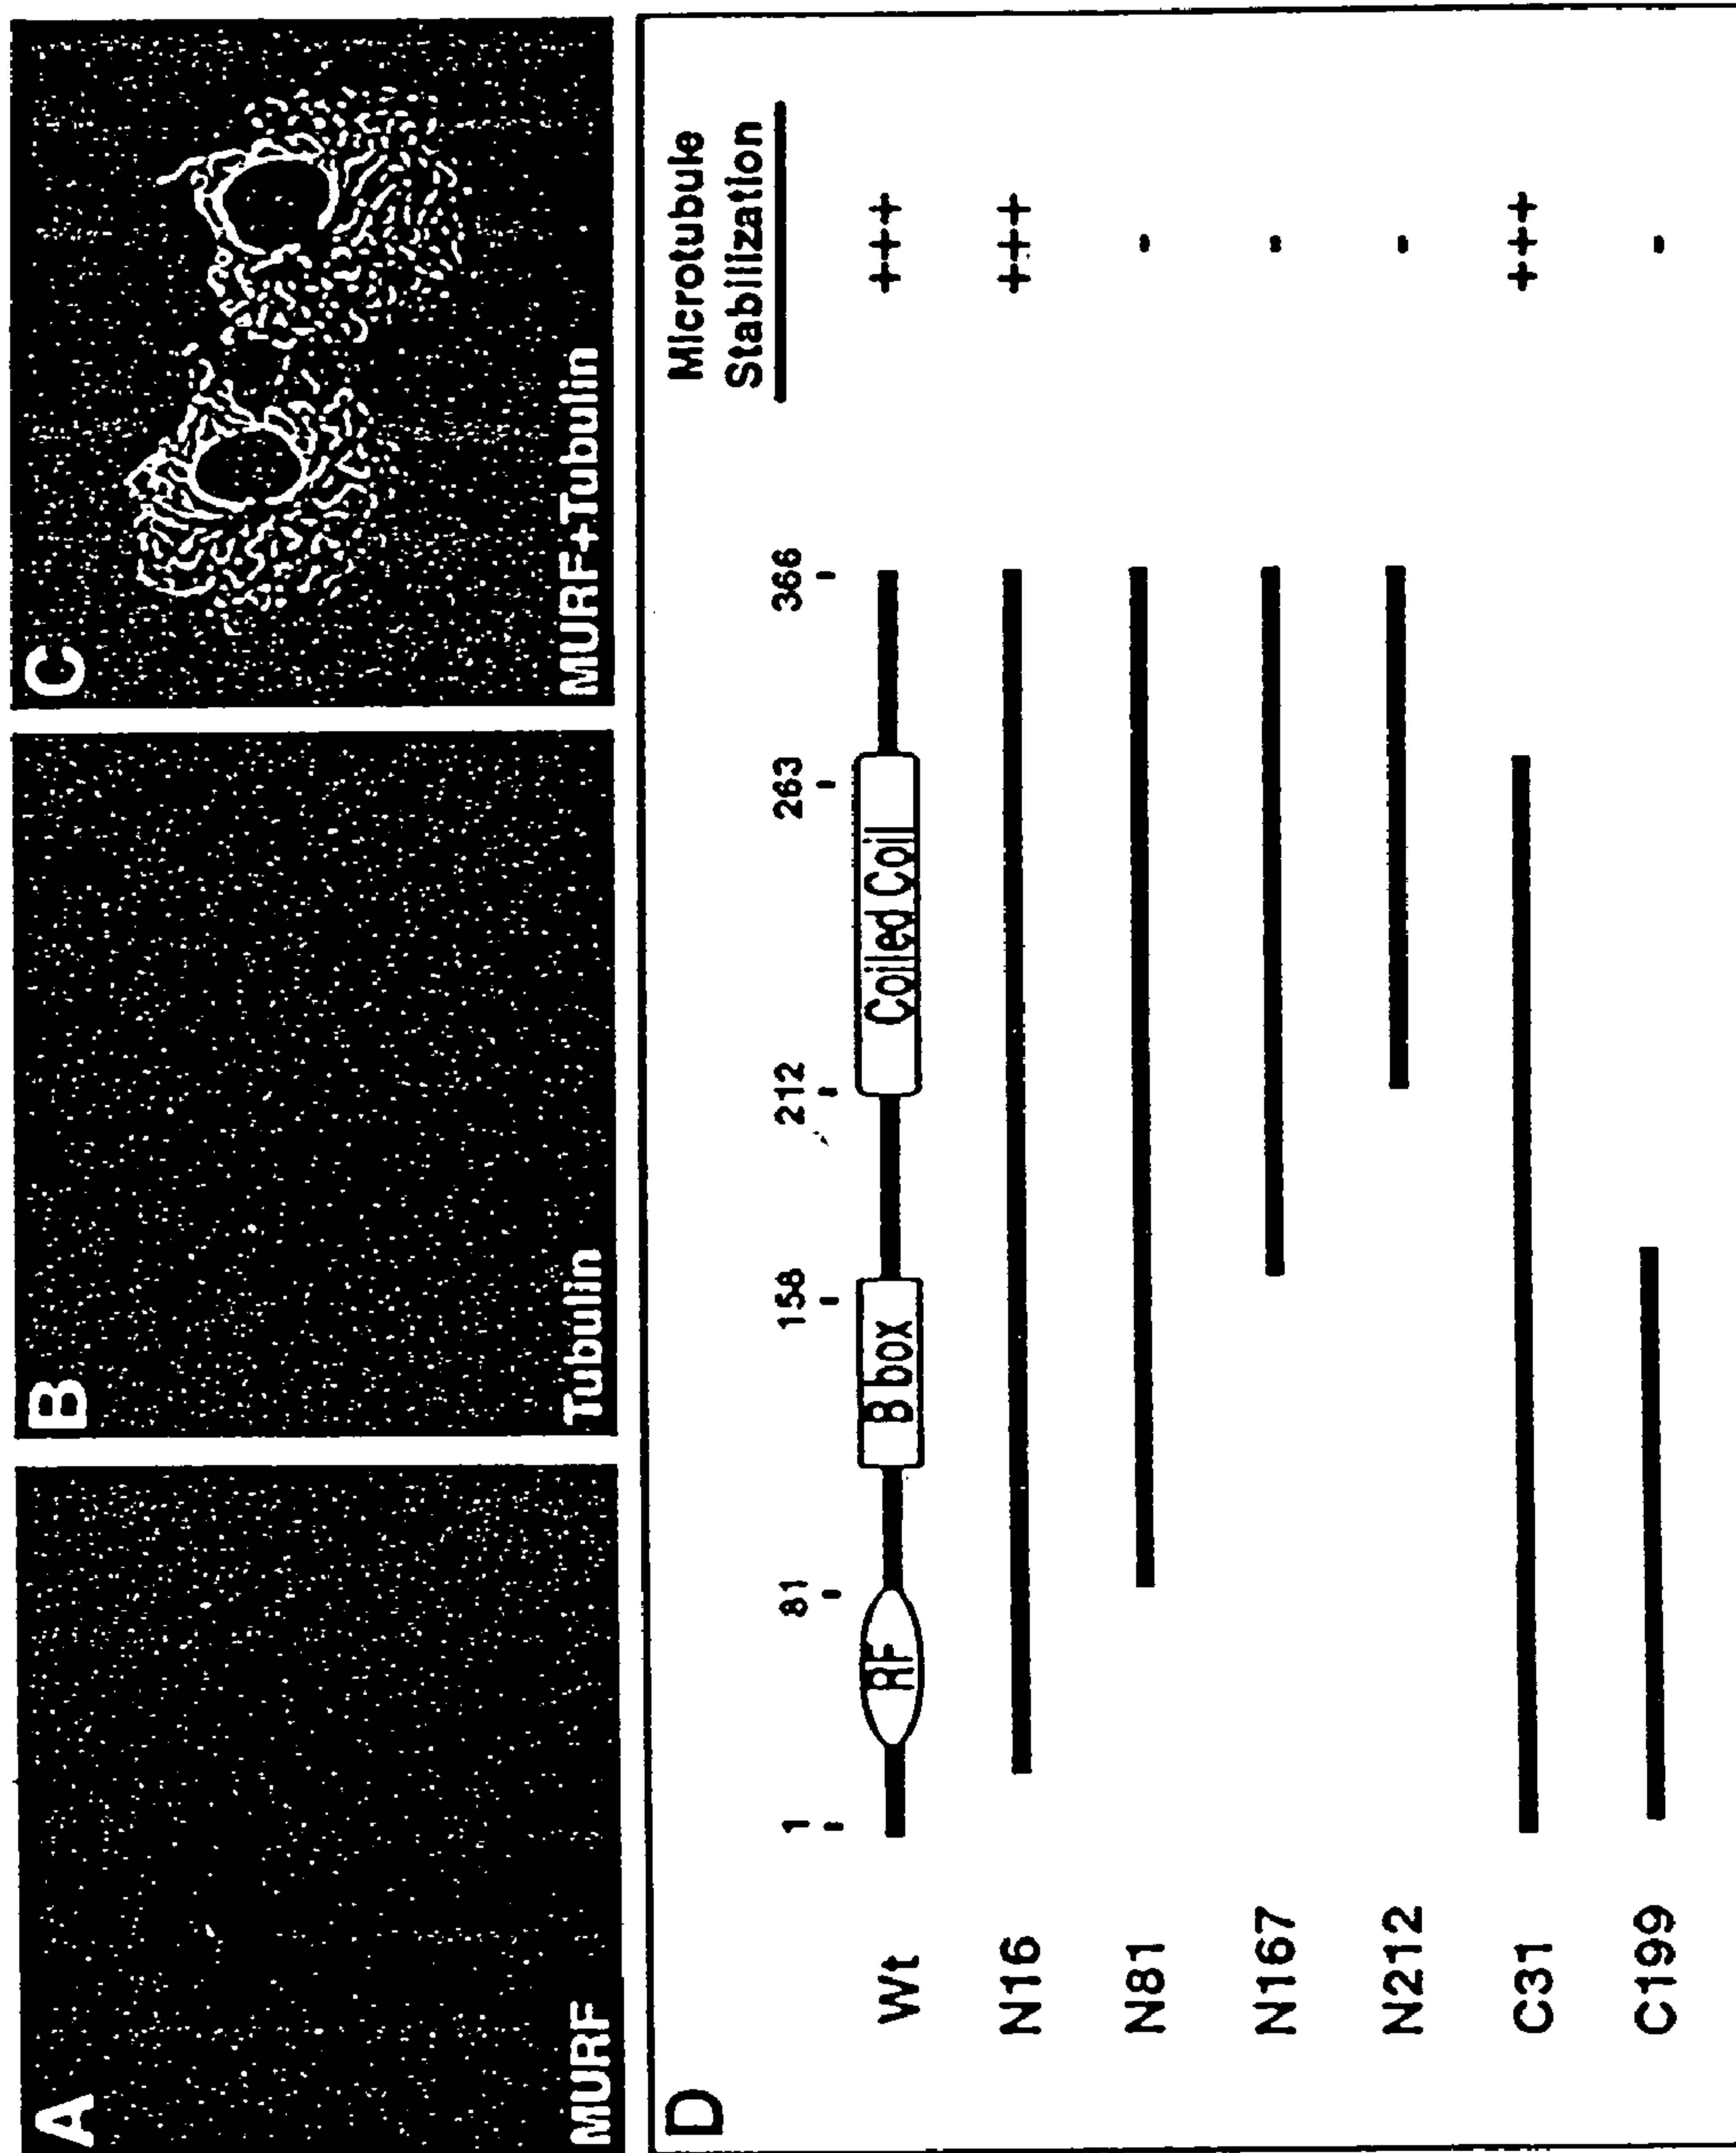 A
MURF
B
Tubulin
C
MURF+Tubulin
D
Microtubule
Stabilization
1 81 158 212 263 366
Wt RF B box Coiled Coil +++
N16 +++
N81 -
N167 -
N212 -
C31 +++
C199 -